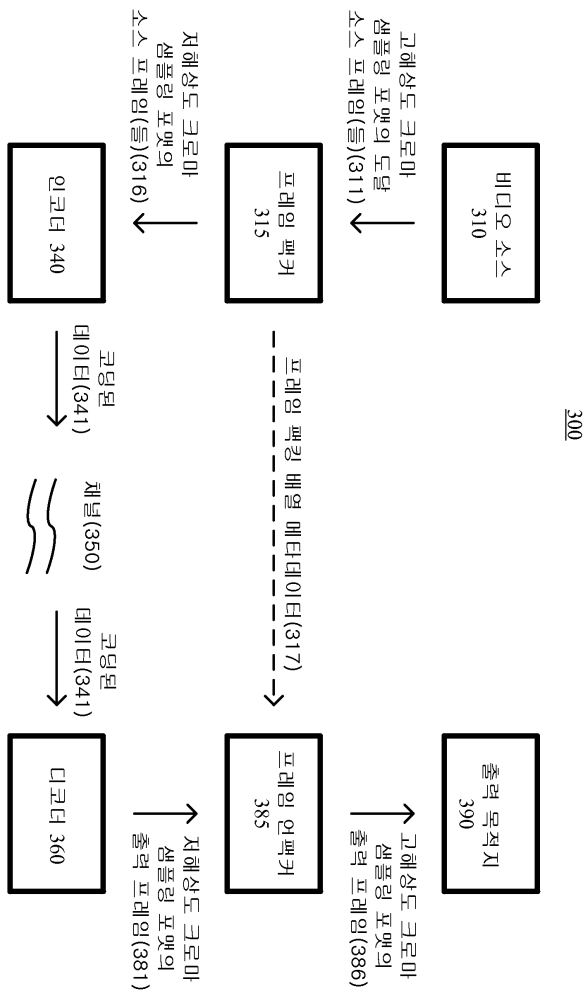 300
비디오 소스
310
고해상도 크로마
샘플링 포맷의 도달
소스 프레임(들)(311)
프레임 팩커
315
저해상도 크로마
샘플링 포맷의
소스 프레임(들)(316)
인코더 340
프레임 팩킹 배열 메타데이터(317)
코딩된
데이터(341)
채널(350)
코딩된
데이터(341)
출력 목적지
390
고해상도 크로마
샘플링 포맷의
출력 프레임(386)
프레임 언팩커
385
저해상도 크로마
샘플링 포맷의
출력 프레임(381)
디코더 360